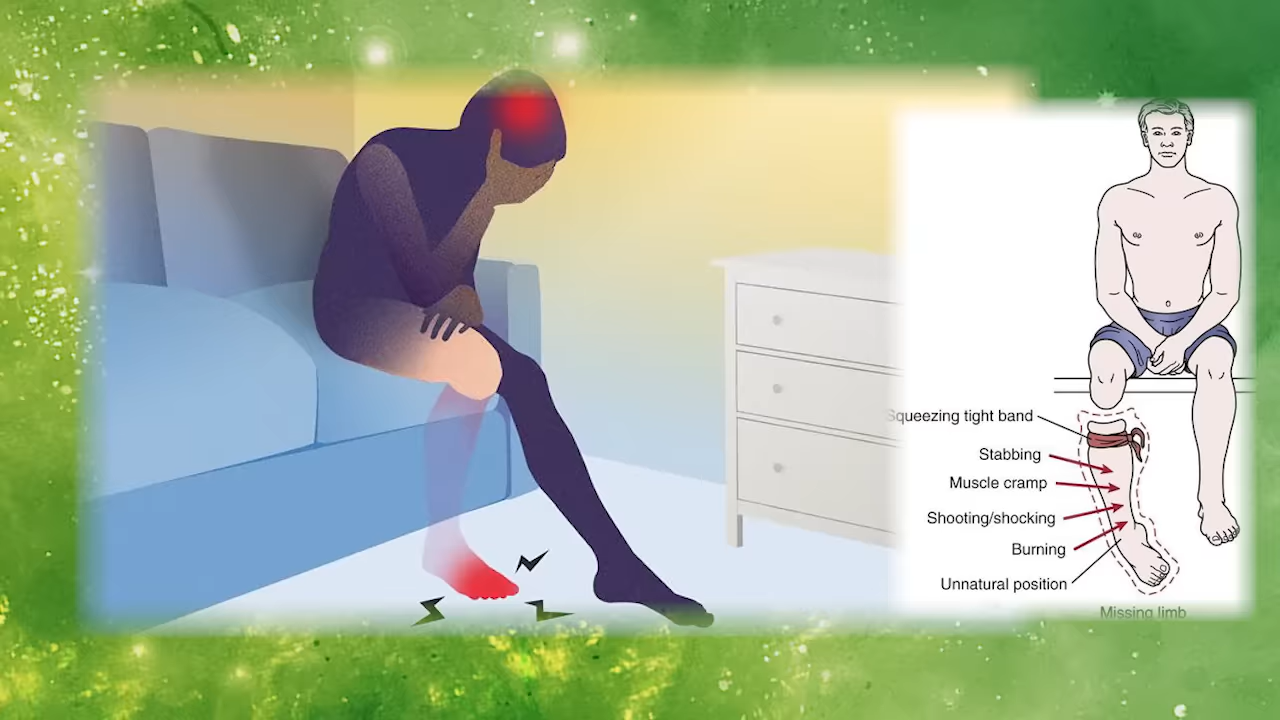 Squeezing tight band
Stabbing
Muscle cramp
Shooting/shocking
Burning
Unnatural position
Missing limb